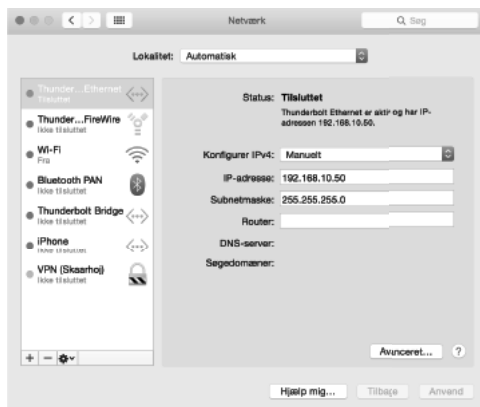 Netværk
Søg
Lokalitet: Automatisk
Thunder...Ethernet
Tilsluttet
Thunder...FireWire
Ikke tilsluttet
Wi-Fi
Fra
Bluetooth PAN
Ikke tilsluttet
Thunderbolt Bridge
Ikke tilsluttet
iPhone
Ikke tilsluttet
VPN (Skaarhoj)
Ikke tilsluttet
Status: Tilsluttet
Thunderbolt Ethernet er aktiv og har IP-
adressen 192.168.10.50.
Konfigurer IPv4: Manuelt
IP-adresse: 192.168.10.50
Subnetmaske: 255.255.255.0
Router:
DNS-server:
Søgedomæner:
Avanceret... ?
+ −
Hjælp mig... Tilbage Anvend